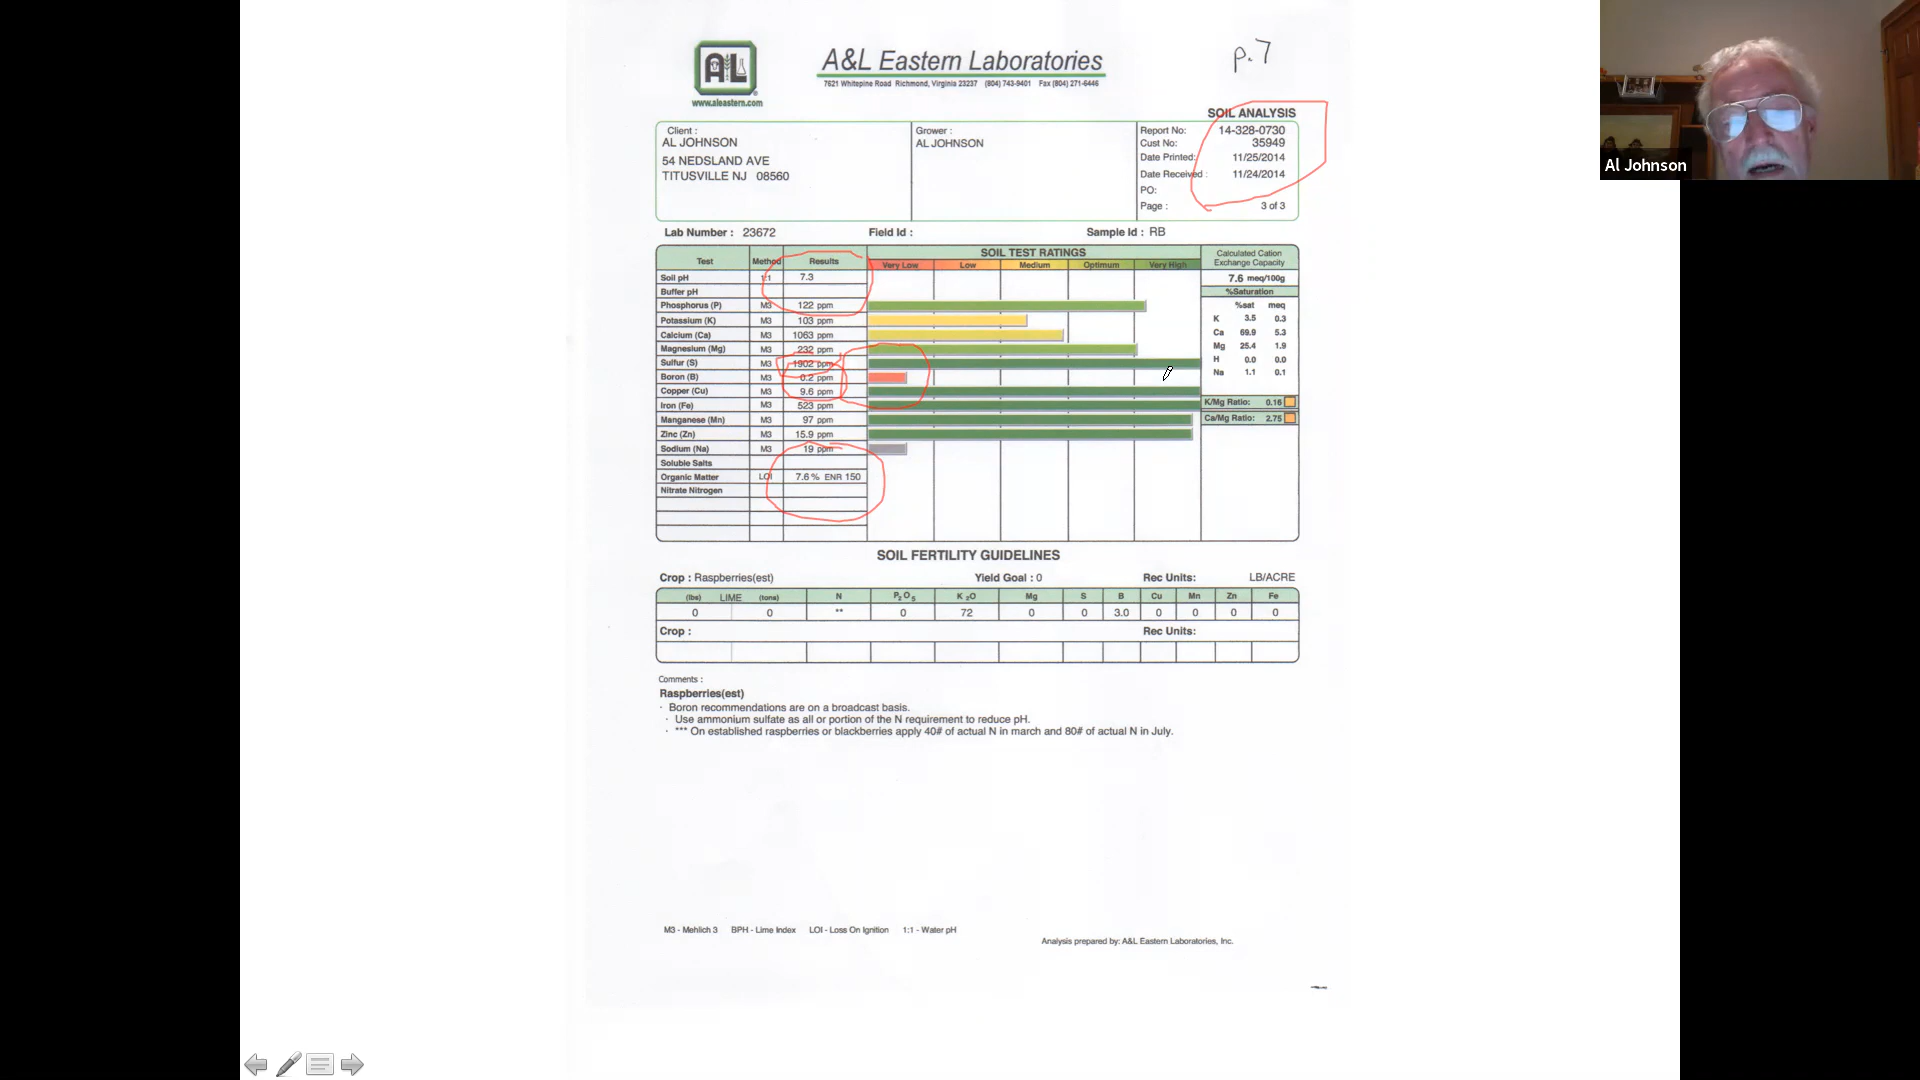 A&L Eastern Laboratories
p.7
7621 Whitepine Road Richmond, Virginia 23237 (804) 743-9401 Fax (804) 271-6446
AL
www.aleastern.com
SOIL ANALYSIS
Client :
AL JOHNSON
54 NEDSLAND AVE
TITUSVILLE NJ 08560
Grower :
AL JOHNSON
Report No: 14-328-0730
Cust No: 35949
Date Printed: 11/25/2014
Date Received : 11/24/2014
PO:
Page : 3 of 3
Al Johnson
Lab Number : 23672 Field Id : Sample Id : RB
SOIL TEST RATINGS
Test Method Results Very Low Low Medium Optimum Very High
Soil pH 1:1 7.3
Buffer pH
Phosphorus (P) M3 122 ppm
Potassium (K) M3 103 ppm
Calcium (Ca) M3 1063 ppm
Magnesium (Mg) M3 232 ppm
Sulfur (S) M3 1902 ppm
Boron (B) M3 0.2 ppm
Copper (Cu) M3 9.6 ppm
Iron (Fe) M3 523 ppm
Manganese (Mn) M3 97 ppm
Zinc (Zn) M3 15.9 ppm
Sodium (Na) M3 19 ppm
Soluble Salts
Organic Matter LOI 7.6 % ENR 150
Nitrate Nitrogen
Calculated Cation
Exchange Capacity
7.6 meq/100g
%Saturation
%sat meq
K 3.5 0.3
Ca 69.9 5.3
Mg 25.4 1.9
H 0.0 0.0
Na 1.1 0.1
K/Mg Ratio: 0.16
Ca/Mg Ratio: 2.75
SOIL FERTILITY GUIDELINES
Crop : Raspberries(est) Yield Goal : 0 Rec Units: LB/ACRE
(lbs) LIME (tons) N P2O5 K2O Mg S B Cu Mn Zn Fe
0 0 ** 0 72 0 0 3.0 0 0 0 0
Crop : Rec Units:
Comments :
Raspberries(est)
· Boron recommendations are on a broadcast basis.
· Use ammonium sulfate as all or portion of the N requirement to reduce pH.
· *** On established raspberries or blackberries apply 40# of actual N in march and 80# of actual N in July.
M3 - Mehlich 3 BPH - Lime Index LOI - Loss On Ignition 1:1 - Water pH
Analysis prepared by: A&L Eastern Laboratories, Inc.